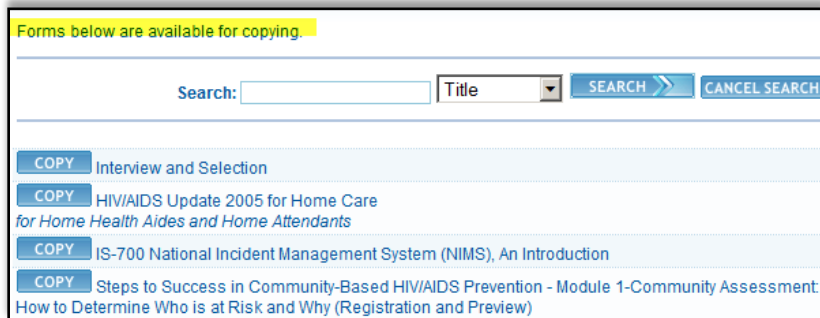 Forms below are available for copying.
Search: Title SEARCH CANCEL SEARCH
COPY Interview and Selection
COPY HIV/AIDS Update 2005 for Home Care
for Home Health Aides and Home Attendants
COPY IS-700 National Incident Management System (NIMS), An Introduction
COPY Steps to Success in Community-Based HIV/AIDS Prevention - Module 1-Community Assessment:
How to Determine Who is at Risk and Why (Registration and Preview)